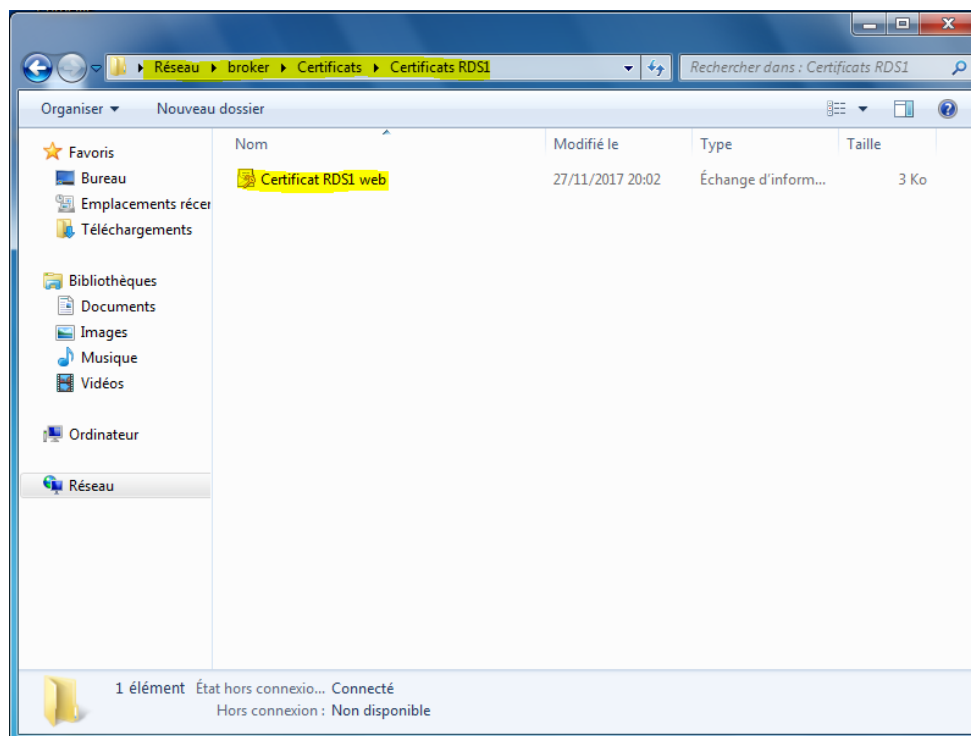 Réseau broker Certificats Certificats RDS1
Rechercher dans : Certificats RDS1
Organiser Nouveau dossier
Nom Modifié le Type Taille
Certificat RDS1 web 27/11/2017 20:02 Échange d'inform... 3 Ko
Favoris
Bureau
Emplacements récer
Téléchargements
Bibliothèques
Documents
Images
Musique
Vidéos
Ordinateur
Réseau
1 élément État hors connexio... Connecté
Hors connexion : Non disponible